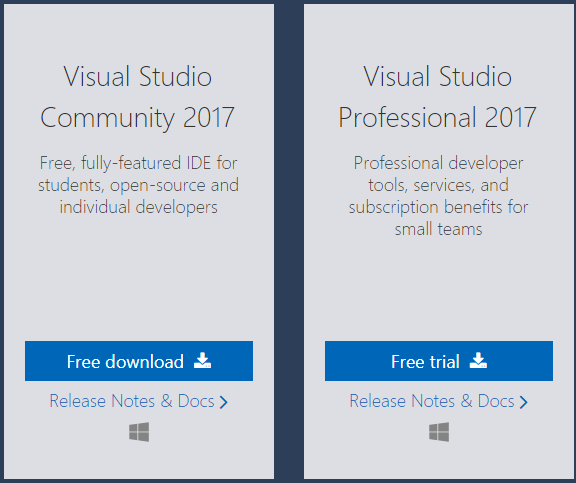 Visual Studio
Community 2017
Free, fully-featured IDE for
students, open-source and
individual developers
Free download
Release Notes & Docs
Visual Studio
Professional 2017
Professional developer
tools, services, and
subscription benefits for
small teams
Free trial
Release Notes & Docs